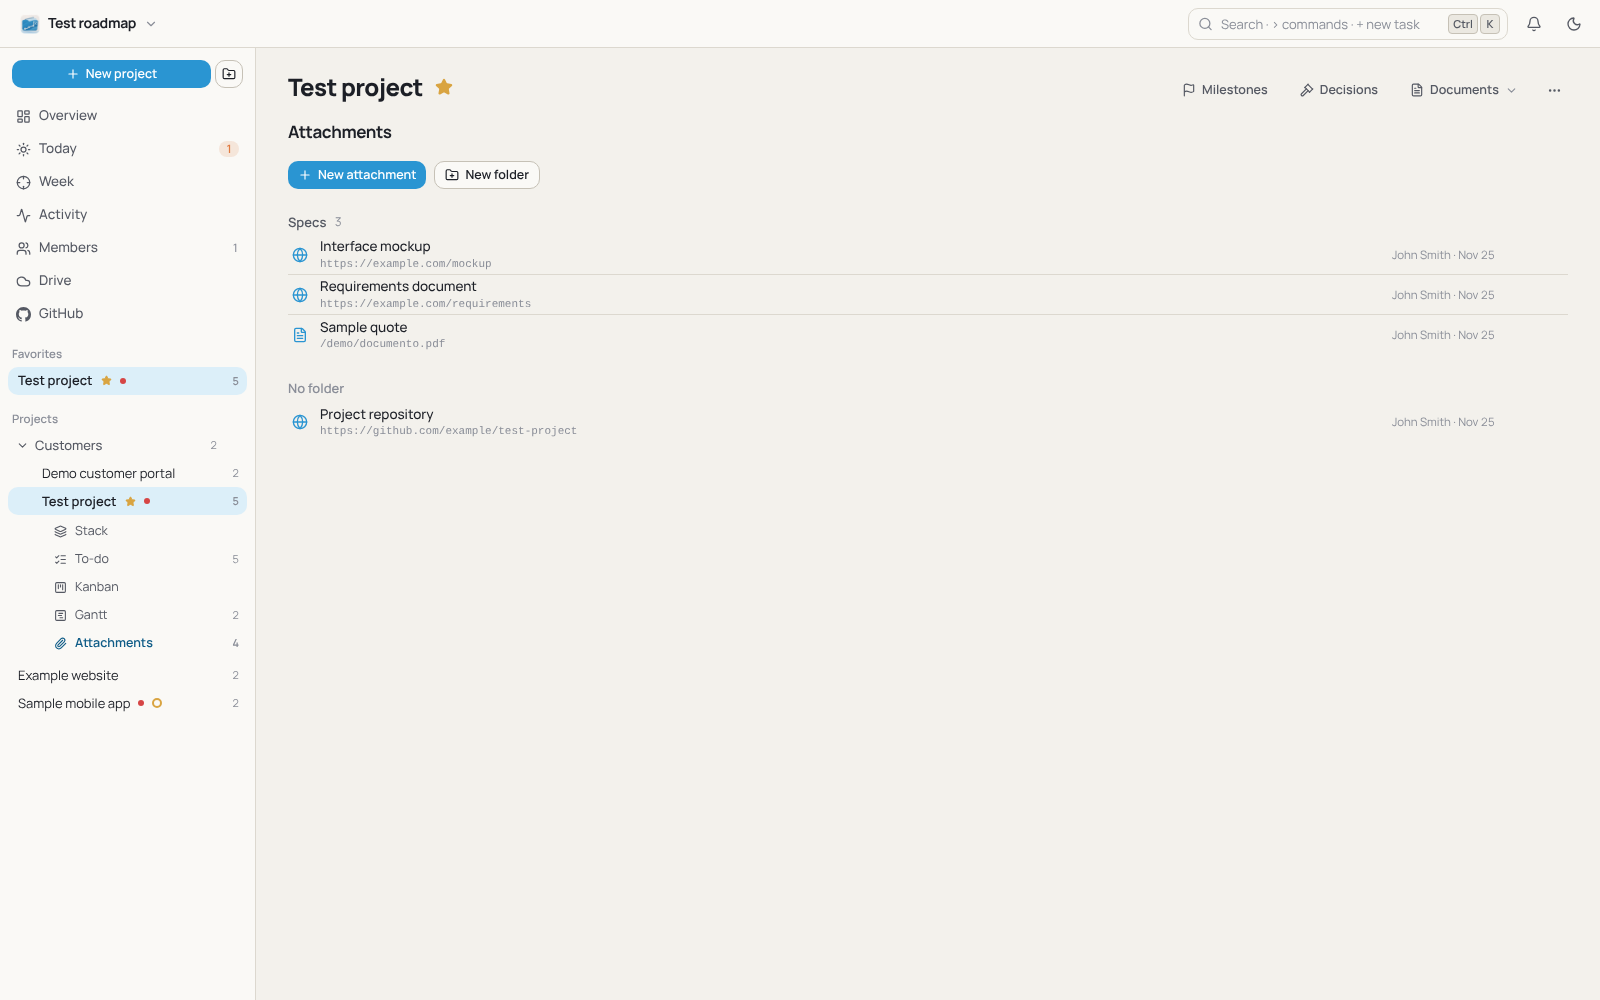 Test roadmap
Search · > commands · + new task Ctrl K
New project
Overview
Today 1
Week
Activity
Members 1
Drive
GitHub
Favorites
Test project 5
Projects
Customers 2
Demo customer portal 2
Test project 5
Stack
To-do 5
Kanban
Gantt 2
Attachments 4
Example website 2
Sample mobile app 2
Test project
Milestones
Decisions
Documents
Attachments
New attachment
New folder
Specs 3
Interface mockup
https://example.com/mockup
John Smith · Nov 25
Requirements document
https://example.com/requirements
John Smith · Nov 25
Sample quote
/demo/documento.pdf
John Smith · Nov 25
No folder
Project repository
https://github.com/example/test-project
John Smith · Nov 25